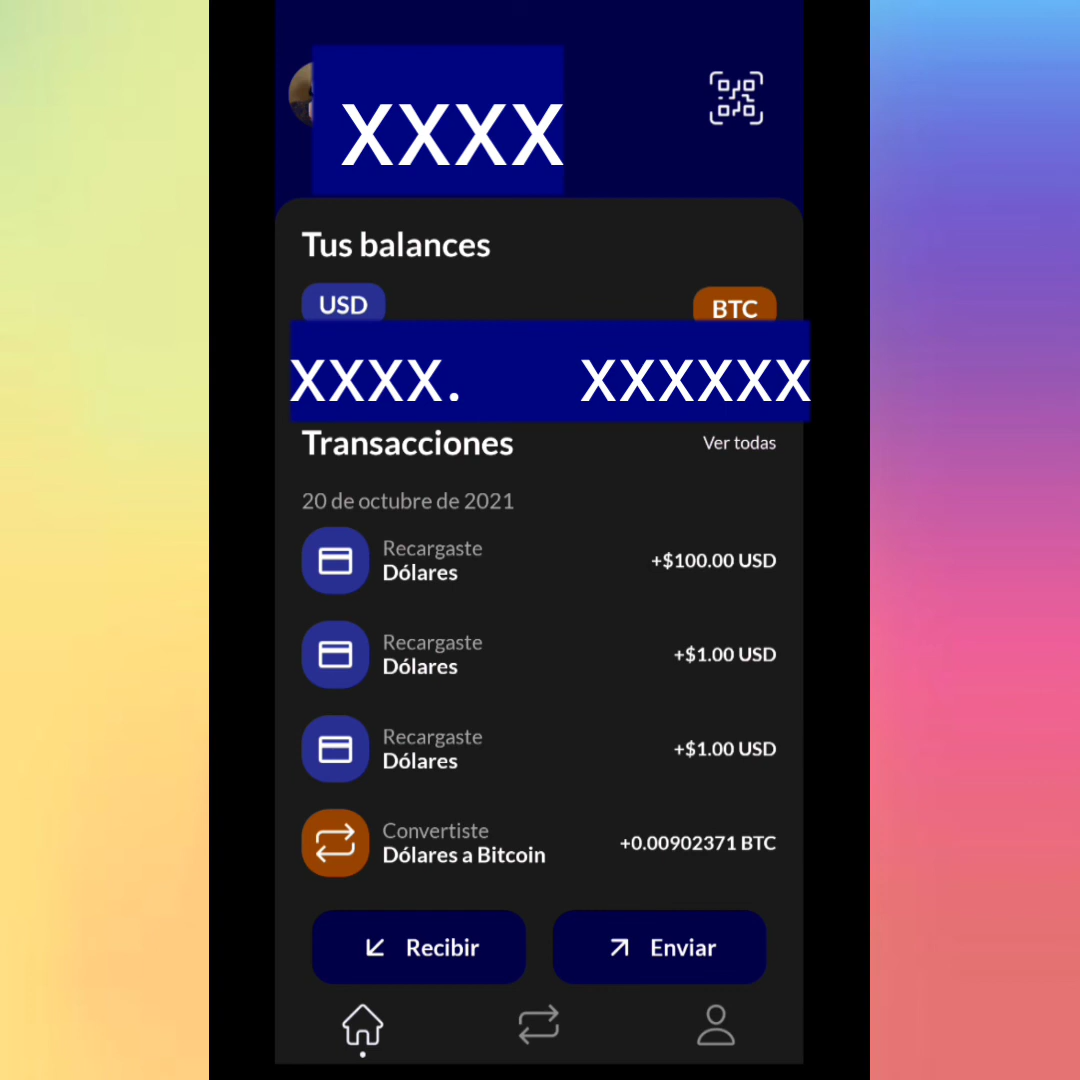 XXXX
Tus balances
USD
BTC
XXXX. XXXXXX
Transacciones
Ver todas
20 de octubre de 2021
Recargaste
Dólares
+$100.00 USD
Recargaste
Dólares
+$1.00 USD
Recargaste
Dólares
+$1.00 USD
Convertiste
Dólares a Bitcoin
+0.00902371 BTC
Recibir
Enviar